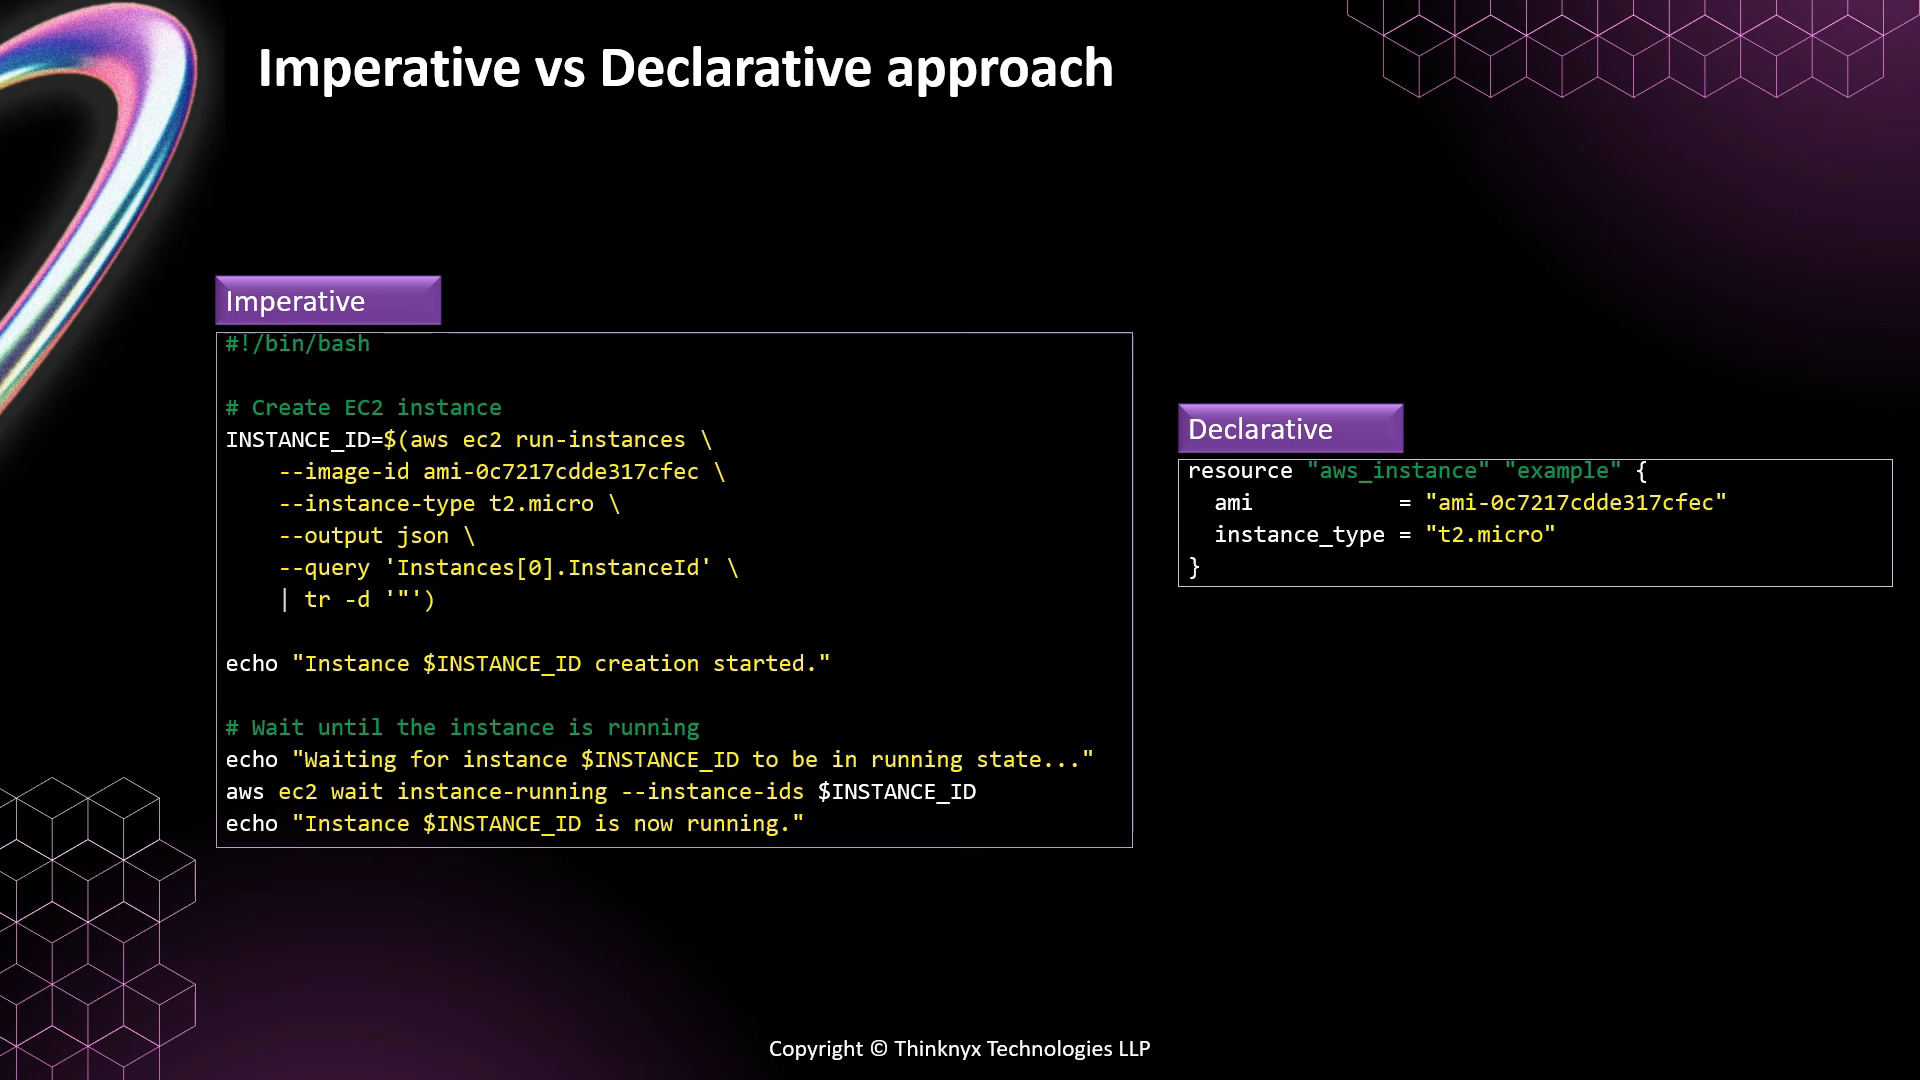 Imperative vs Declarative approach
Imperative
#!/bin/bash
# Create EC2 instance
INSTANCE_ID=$(aws ec2 run-instances \
    --image-id ami-0c7217cdde317cfec \
    --instance-type t2.micro \
    --output json \
    --query 'Instances[0].InstanceId' \
    | tr -d '"')
echo "Instance $INSTANCE_ID creation started."
# Wait until the instance is running
echo "Waiting for instance $INSTANCE_ID to be in running state..."
aws ec2 wait instance-running --instance-ids $INSTANCE_ID
echo "Instance $INSTANCE_ID is now running."
Declarative
resource "aws_instance" "example" {
  ami           = "ami-0c7217cdde317cfec"
  instance_type = "t2.micro"
}
Copyright © Thinknyx Technologies LLP